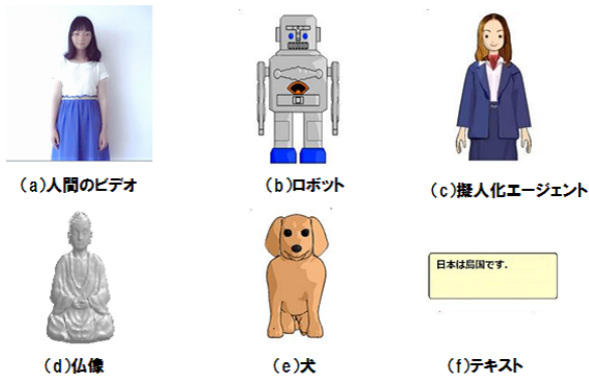 (a)人間のビデオ
(b)ロボット
(c)擬人化エージェント
日本は島国です.
(d)仏像
(e)犬
(f)テキスト